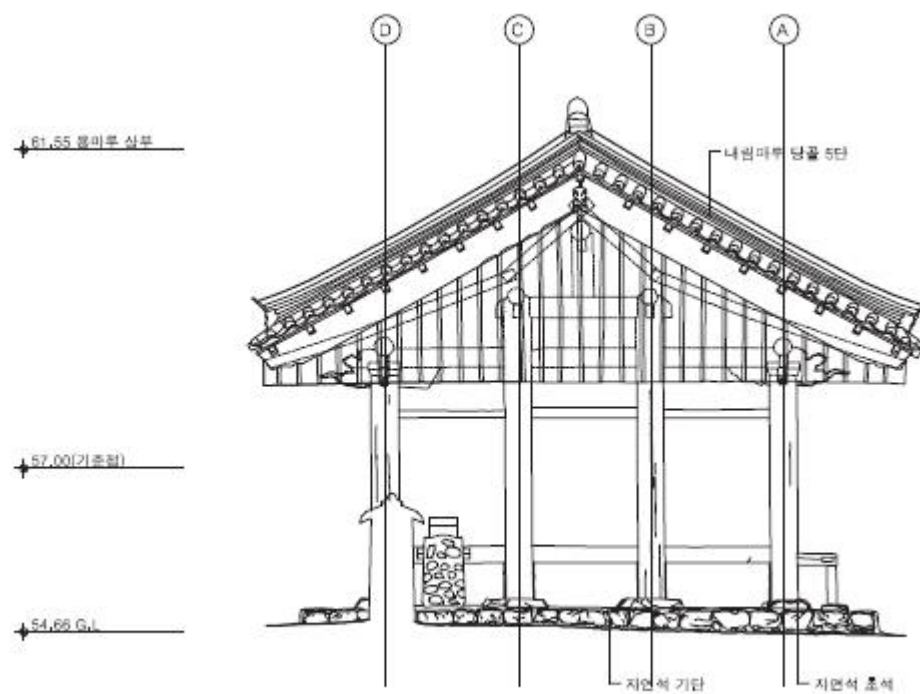 D
C
B
A
61.55 용마루 상부
내림마루 당골 5단
57.00(기준점)
54.66 G.L
자연석 기단
자연석 초석